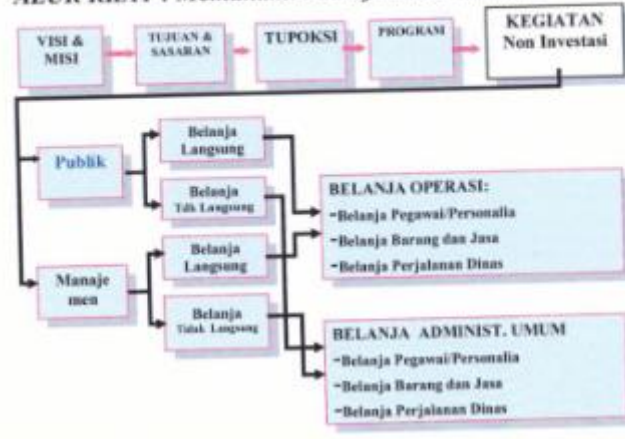 VISI &
MISI
TUJUAN &
SASARAN
TUPOKSI
PROGRAM
KEGIATAN
Non Investasi
Publik
Belanja
Langsung
Belanja
Tdk Langsung
Manaje
men
Belanja
Langsung
Belanja
Tidak Langsung
BELANJA OPERASI:
-Belanja Pegawai/Personalia
-Belanja Barang dan Jasa
-Belanja Perjalanan Dinas
BELANJA ADMINIST. UMUM
-Belanja Pegawai/Personalia
-Belanja Barang dan Jasa
-Belanja Perjalanan Dinas